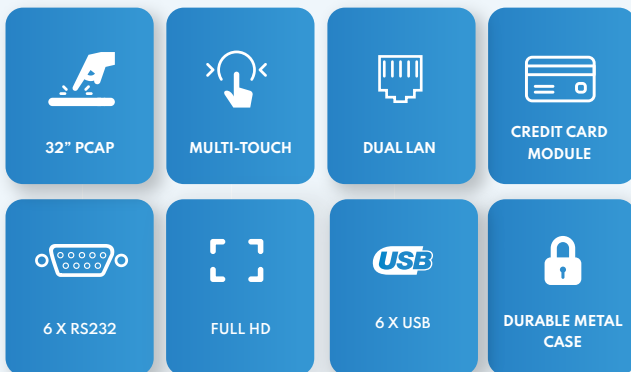 32” PCAP
MULTI-TOUCH
DUAL LAN
CREDIT CARD
MODULE
6 X RS232
FULL HD
USB
6 X USB
DURABLE METAL
CASE